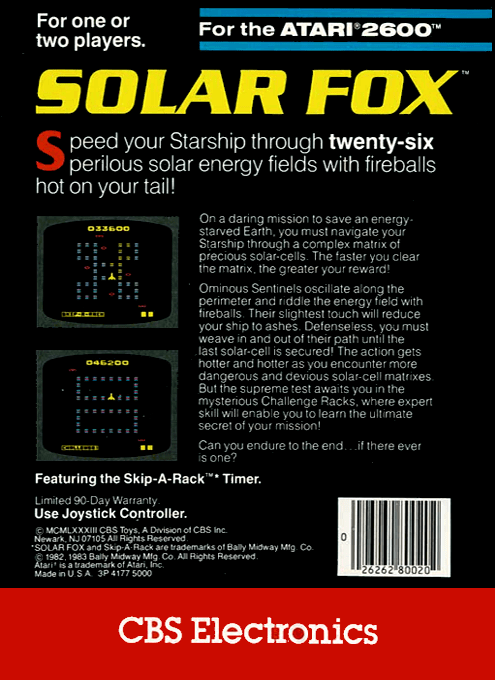 For one or
two players.
For the ATARI® 2600™
SOLAR FOX™
Speed your Starship through twenty-six
perilous solar energy fields with fireballs
hot on your tail!
033600
046200
CHALLENGE
On a daring mission to save an energy-
starved Earth, you must navigate your
Starship through a complex matrix of
precious solar-cells. The faster you clear
the matrix, the greater your reward!
Ominous Sentinels oscillate along the
perimeter and riddle the energy field with
fireballs. Their slightest touch will reduce
your ship to ashes. Defenseless, you must
weave in and out of their path until the
last solar-cell is secured! The action gets
hotter and hotter as you encounter more
dangerous and devious solar-cell matrixes.
But the supreme test awaits you in the
mysterious Challenge Racks, where expert
skill will enable you to learn the ultimate
secret of your mission!
Can you endure to the end...if there ever
is one?
Featuring the Skip-A-Rack™* Timer.
Limited 90-Day Warranty.
Use Joystick Controller.
© MCMLXXXIII CBS Toys, A Division of CBS Inc.
Newark, NJ 07105 All Rights Reserved
*SOLAR FOX and Skip-A-Rack are trademarks of Bally Midway Mfg. Co.
© 1982, 1983 Bally Midway Mfg. Co. All Rights Reserved.
Atari® is a trademark of Atari, Inc.
Made in U S A. 3P 4177 5000
0 26262 80020
CBS Electronics